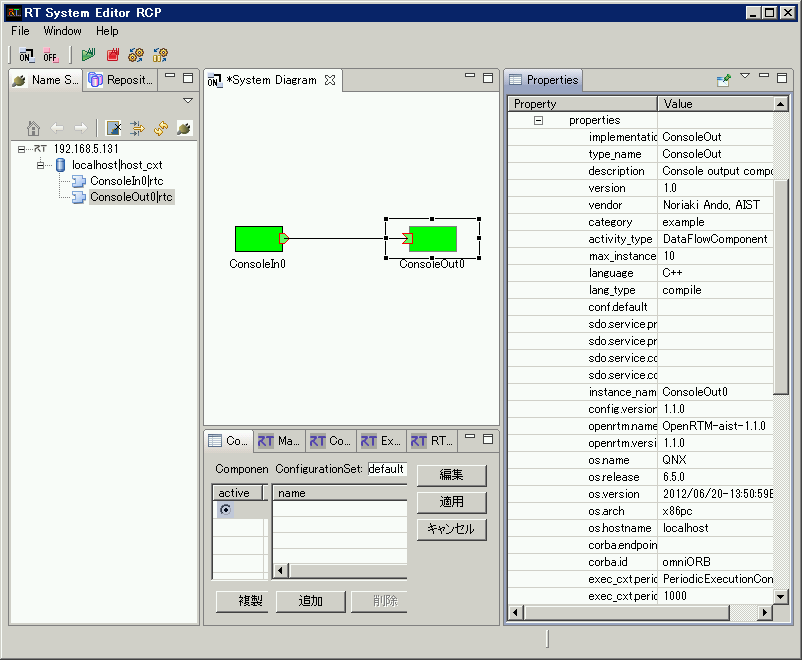 RT System Editor RCP
File Window Help
ON OFF All
Name S... Reposit...
RT 192.168.5.131
localhost|host_cxt
ConsoleIn0|rtc
ConsoleOut0|rtc
ON *System Diagram
ConsoleIn0
ConsoleOut0
Co... RT Ma... RT Co... RT Ex... RT RT...
Componen ConfigurationSet: default
active
name
編集
適用
キャンセル
複製 追加 削除
Properties
Property Value
properties
implementatic ConsoleOut
type_name ConsoleOut
description Console output compo
version 1.0
vendor Noriaki Ando, AIST
category example
activity_type DataFlowComponent
max_instance 10
language C++
lang_type compile
conf.default
sdo.service.pr
sdo.service.pr
sdo.service.cc
sdo.service.cc
instance_nam ConsoleOut0
config.version 1.1.0
openrtm.name OpenRTM-aist-1.1.0
openrtm.versi 1.1.0
os.name QNX
os.release 6.5.0
os.version 2012/06/20-13:50:59E
os.arch x86pc
os.hostname localhost
corba.endpoin
corba.id omniORB
exec_cxt.peric PeriodicExecutionCon
exec_cxt.peric 1000